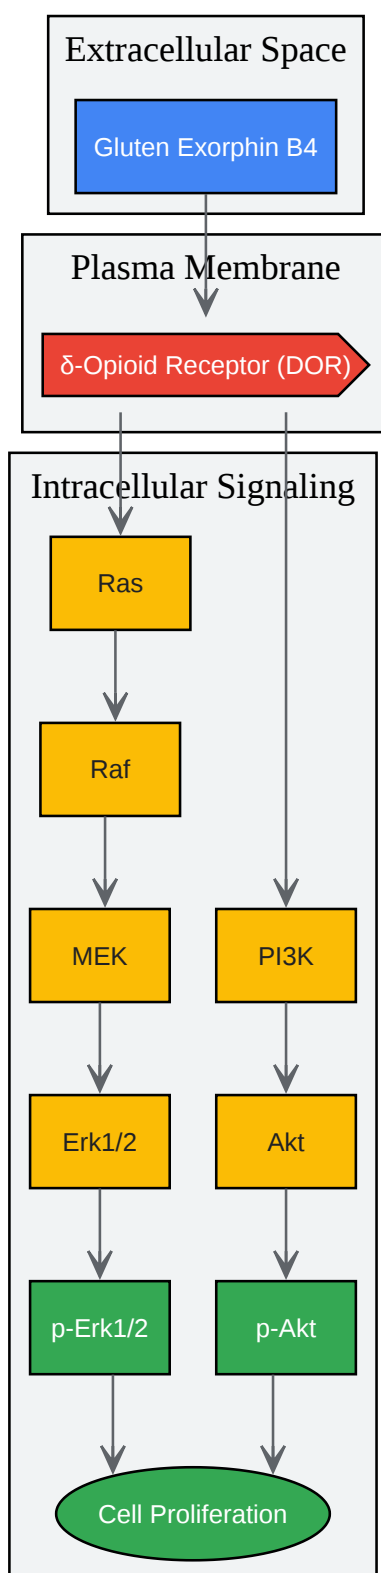 Extracellular Space
Gluten Exorphin B4
Plasma Membrane
δ-Opioid Receptor (DOR)
Intracellular Signaling
Ras
Raf
MEK
PI3K
Erk1/2
Akt
p-Erk1/2
p-Akt
Cell Proliferation